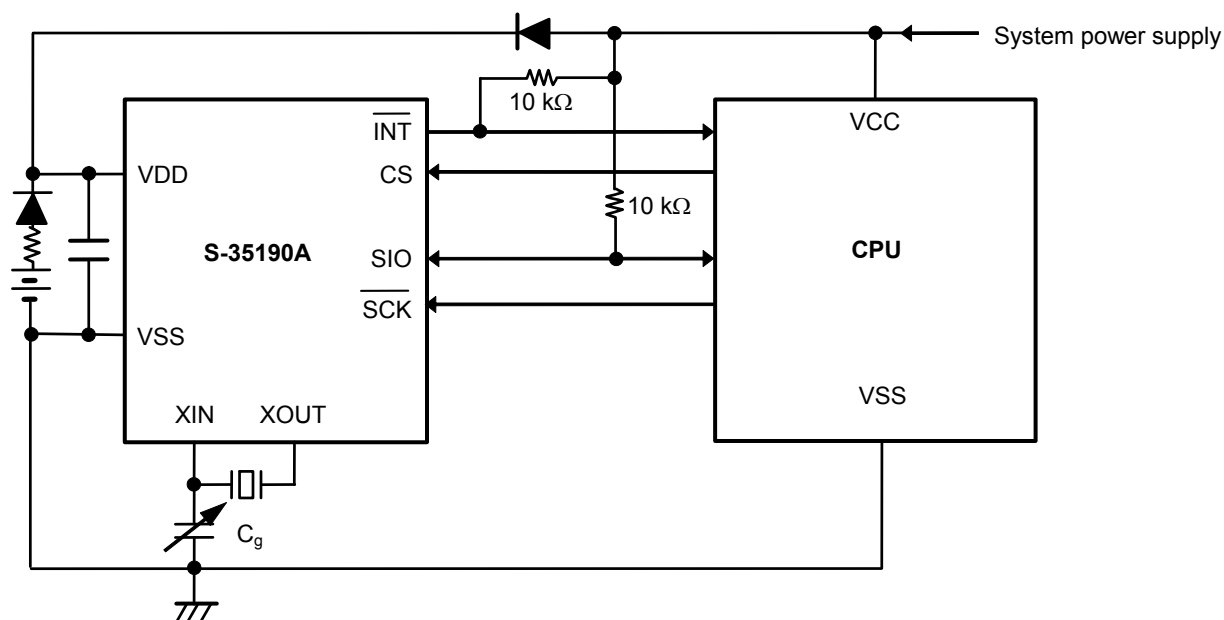 System power supply
10 kΩ
INT
VCC
VDD
CS
10 kΩ
S-35190A
SIO
CPU
SCK
VSS
VSS
XIN
XOUT
Cg